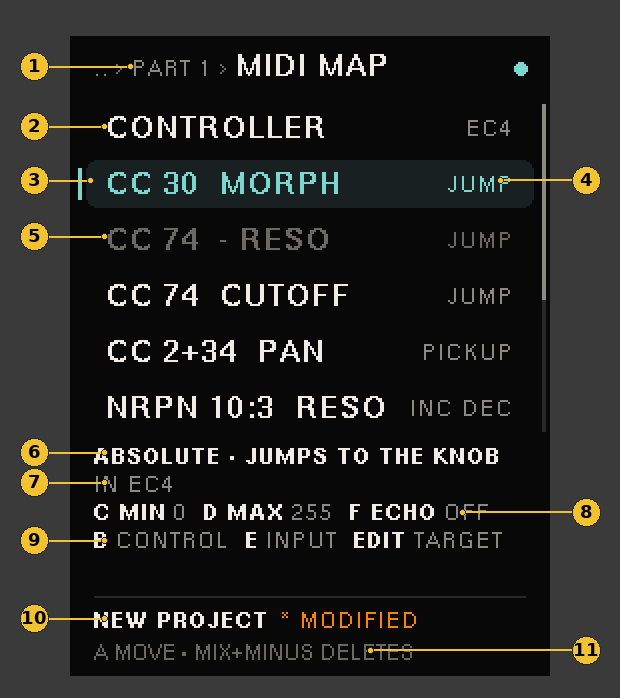 1 .. > PART 1 > MIDI MAP
2 CONTROLLER EC4
3 CC 30 MORPH JUMP 4
5 CC 74 - RESO JUMP
CC 74 CUTOFF JUMP
CC 2+34 PAN PICKUP
NRPN 10:3 RESO INC DEC
6 ABSOLUTE · JUMPS TO THE KNOB
7 IN EC4
C MIN 0 D MAX 255 F ECHO OFF 8
9 B CONTROL E INPUT EDIT TARGET
10 NEW PROJECT * MODIFIED
A MOVE · MIX+MINUS DELETES 11